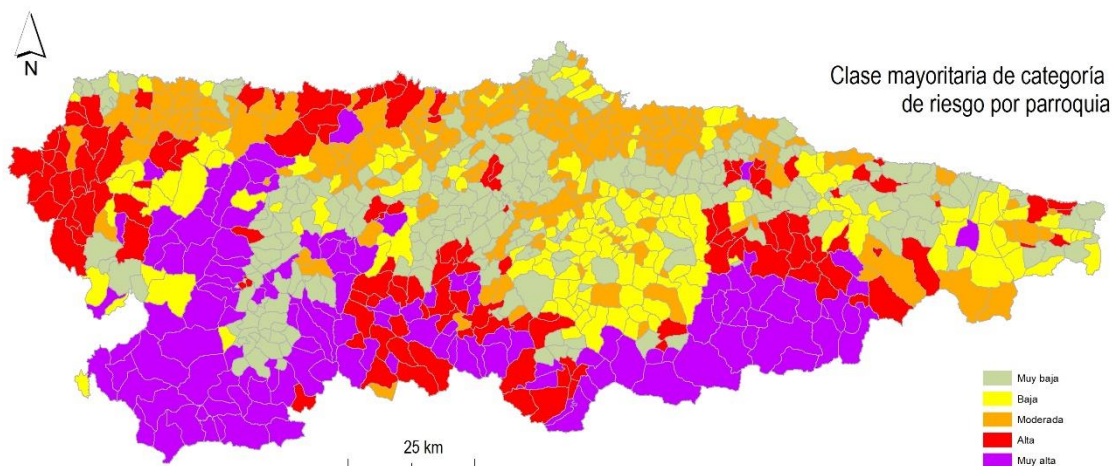 N
Clase mayoritaria de categoría
de riesgo por parroquia
Muy baja
Baja
Moderada
Alta
Muy alta
25 km